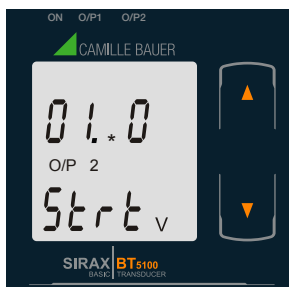 ON O/P1 O/P2
CAMILLE BAUER
01.*0
O/P 2
Strt V
SIRAX BT5100
BASIC TRANSDUCER